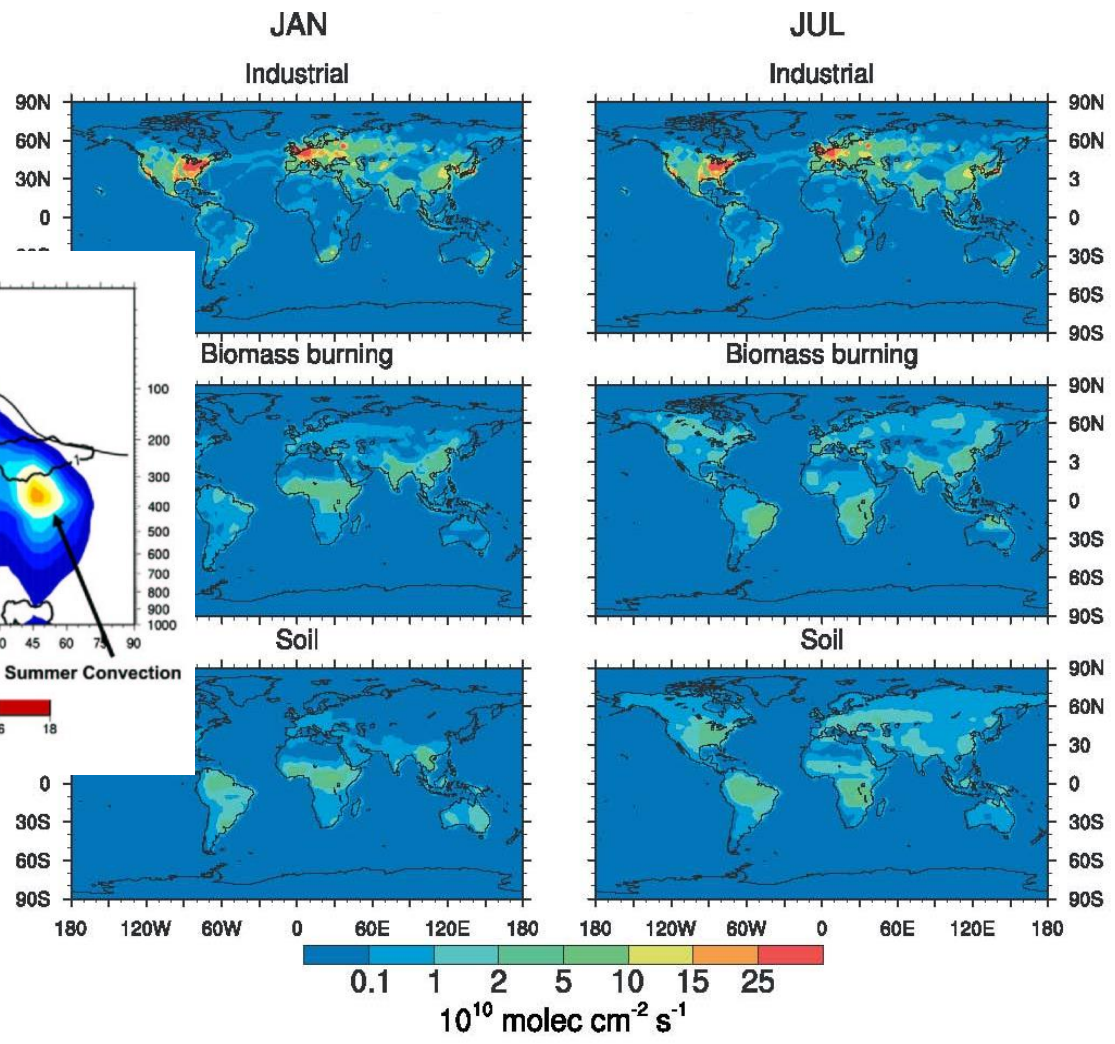 JAN JUL
Industrial Industrial
90N 90N
60N 60N
30N 3
0 0
30S
60S
90S
Biomass burning Biomass burning
90N
60N
3
0
30S
60S
90S
100
200
300
400
500
600
700
800
900
1000
1
45 60 75 90
Summer Convection
18
Soil Soil
90N
60N
30
0 0
30S 30S
60S 60S
90S 90S
180 120W 60W 0 60E 120E 180 120W 60W 0 60E 120E 180
0.1 1 2 5 10 15 25
10¹⁰ molec cm⁻² s⁻¹